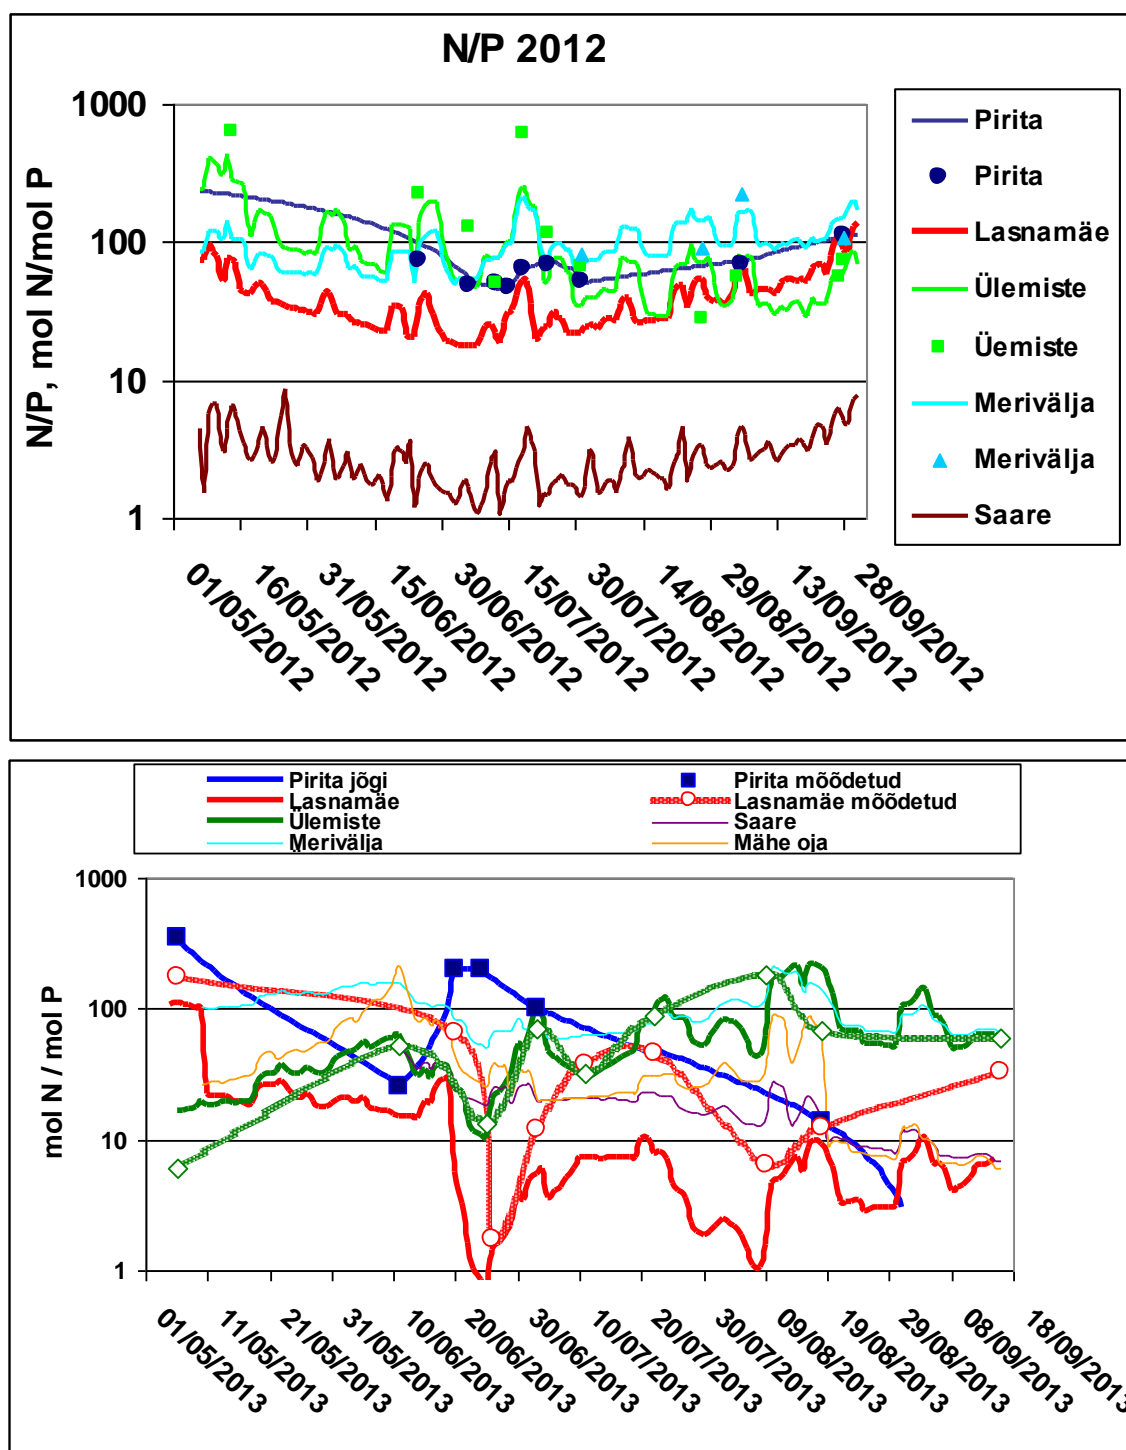 N/P 2012
N/P, mol N/mol P
1000
100
10
1
01/05/2012
16/05/2012
31/05/2012
15/06/2012
30/06/2012
15/07/2012
30/07/2012
14/08/2012
29/08/2012
13/09/2012
28/09/2012
Pirita
Pirita
Lasnamäe
Ülemiste
Üemiste
Merivälja
Merivälja
Saare
Pirita jõgi
Pirita mõõdetud
Lasnamäe
Lasnamäe mõõdetud
Ülemiste
Saare
Merivälja
Mähe oja
mol N / mol P
1000
100
10
1
01/05/2013
11/05/2013
21/05/2013
31/05/2013
10/06/2013
20/06/2013
30/06/2013
10/07/2013
20/07/2013
30/07/2013
09/08/2013
19/08/2013
29/08/2013
08/09/2013
18/09/2013